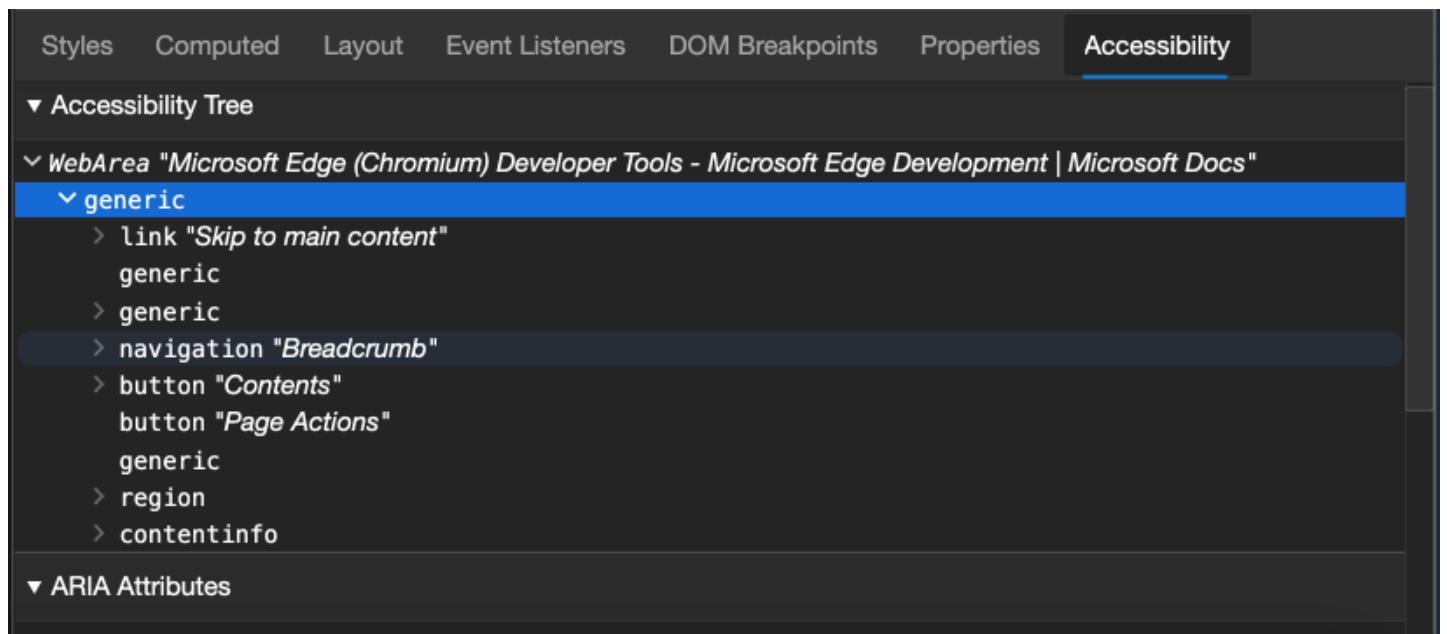 Styles Computed Layout Event Listeners DOM Breakpoints Properties Accessibility
Accessibility Tree
WebArea "Microsoft Edge (Chromium) Developer Tools - Microsoft Edge Development | Microsoft Docs"
generic
link "Skip to main content"
generic
generic
navigation "Breadcrumb"
button "Contents"
button "Page Actions"
generic
region
contentinfo
ARIA Attributes